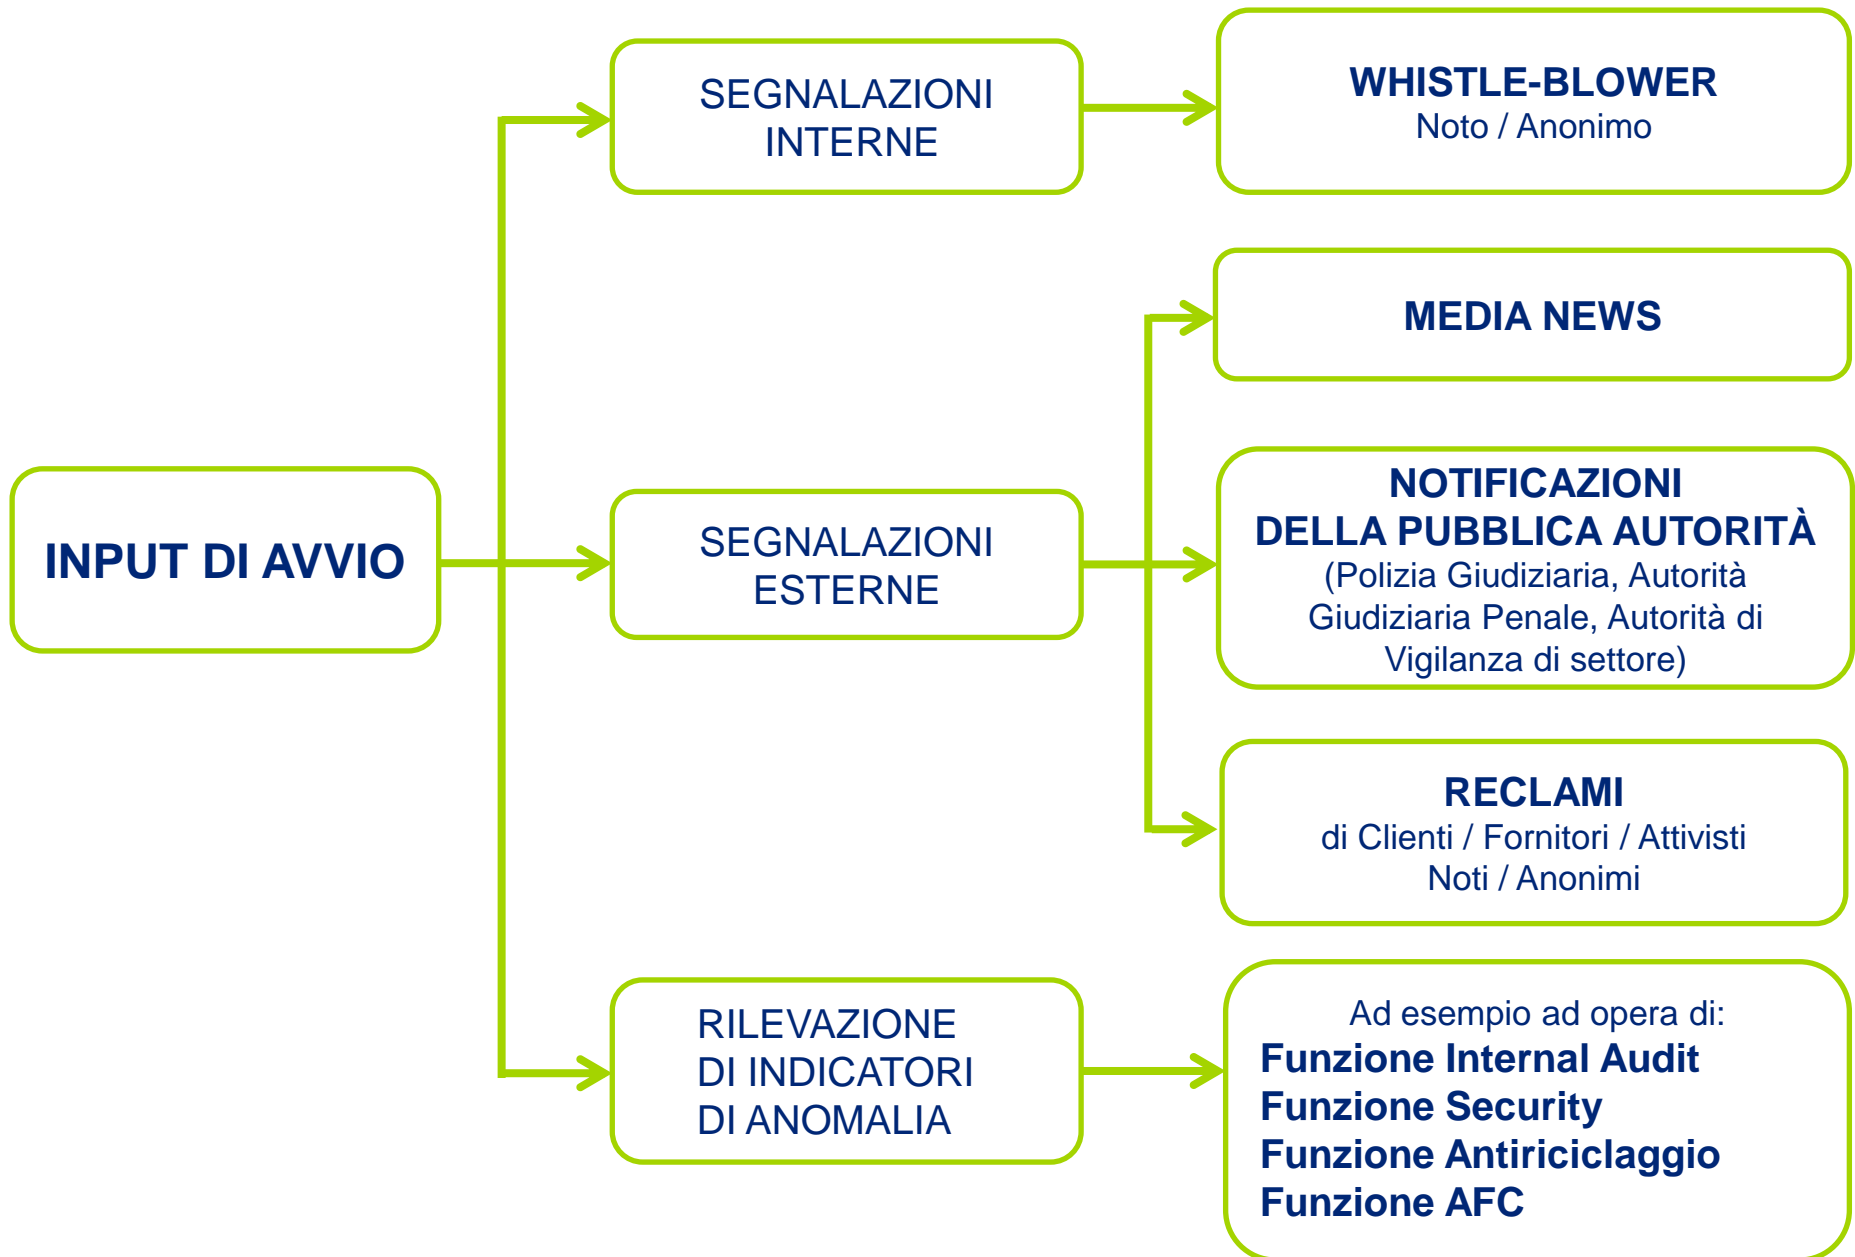 INPUT DI AVVIO
SEGNALAZIONI
INTERNE
WHISTLE-BLOWER
Noto / Anonimo
SEGNALAZIONI
ESTERNE
MEDIA NEWS
NOTIFICAZIONI
DELLA PUBBLICA AUTORITÀ
(Polizia Giudiziaria, Autorità
Giudiziaria Penale, Autorità di
Vigilanza di settore)
RECLAMI
di Clienti / Fornitori / Attivisti
Noti / Anonimi
RILEVAZIONE
DI INDICATORI
DI ANOMALIA
Ad esempio ad opera di:
Funzione Internal Audit
Funzione Security
Funzione Antiriciclaggio
Funzione AFC